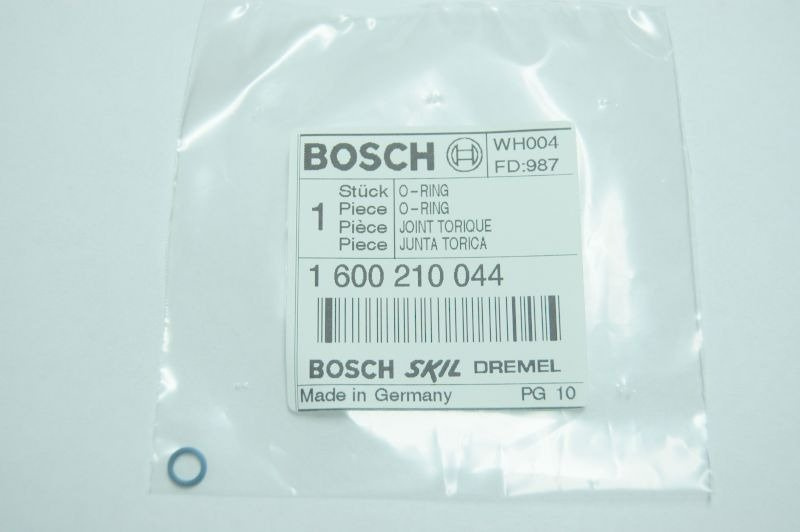 BOSCH
WH004
FD:987
1
Stück O-RING
Piece O-RING
Pièce JOINT TORIQUE
Piece JUNTA TORICA
1 600 210 044
BOSCH SKIL DREMEL
Made in Germany PG 10